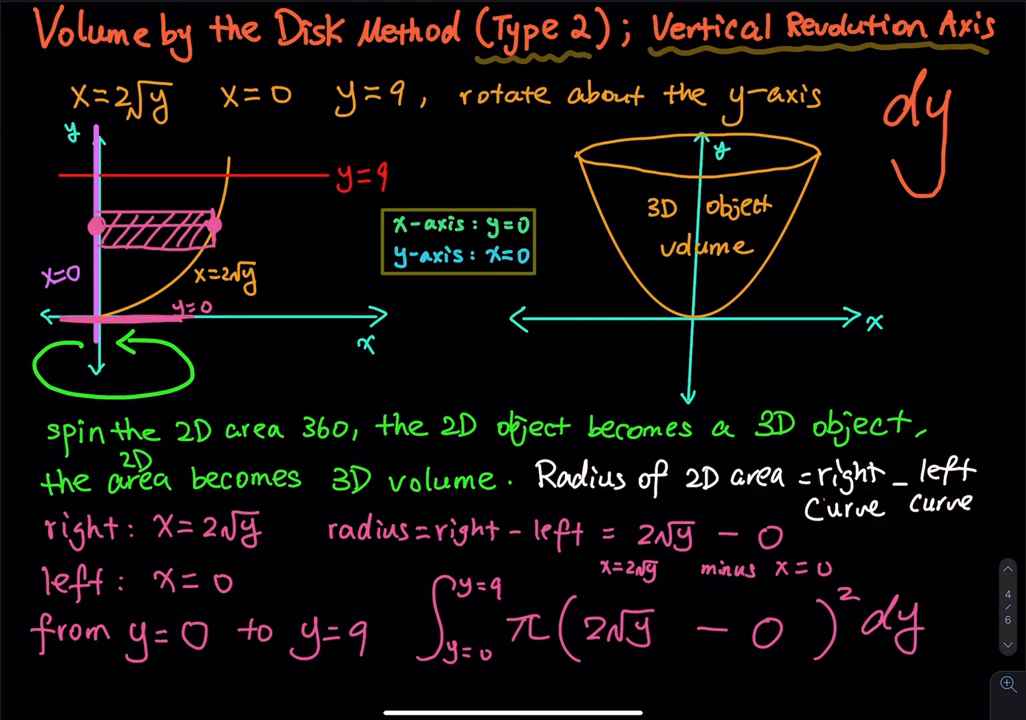 Volume by the Disk Method (Type 2); Vertical Revolution Axis
x=2√y x=0 y=9, rotate about the y-axis
dy
y
y=9
x=0
x=2√y
y=0
x
x-axis: y=0
y-axis: x=0
y
3D object
volume
x
spin the 2D area 360, the 2D object becomes a 3D object,
2D
the area becomes 3D volume. Radius of 2D area = right curve - left curve
right: x=2√y radius = right - left = 2√y - 0
x=2√y minus x=0
left: x=0
from y=0 to y=9 ∫_{y=0}^{y=9} π(2√y - 0)² dy
4
/
6